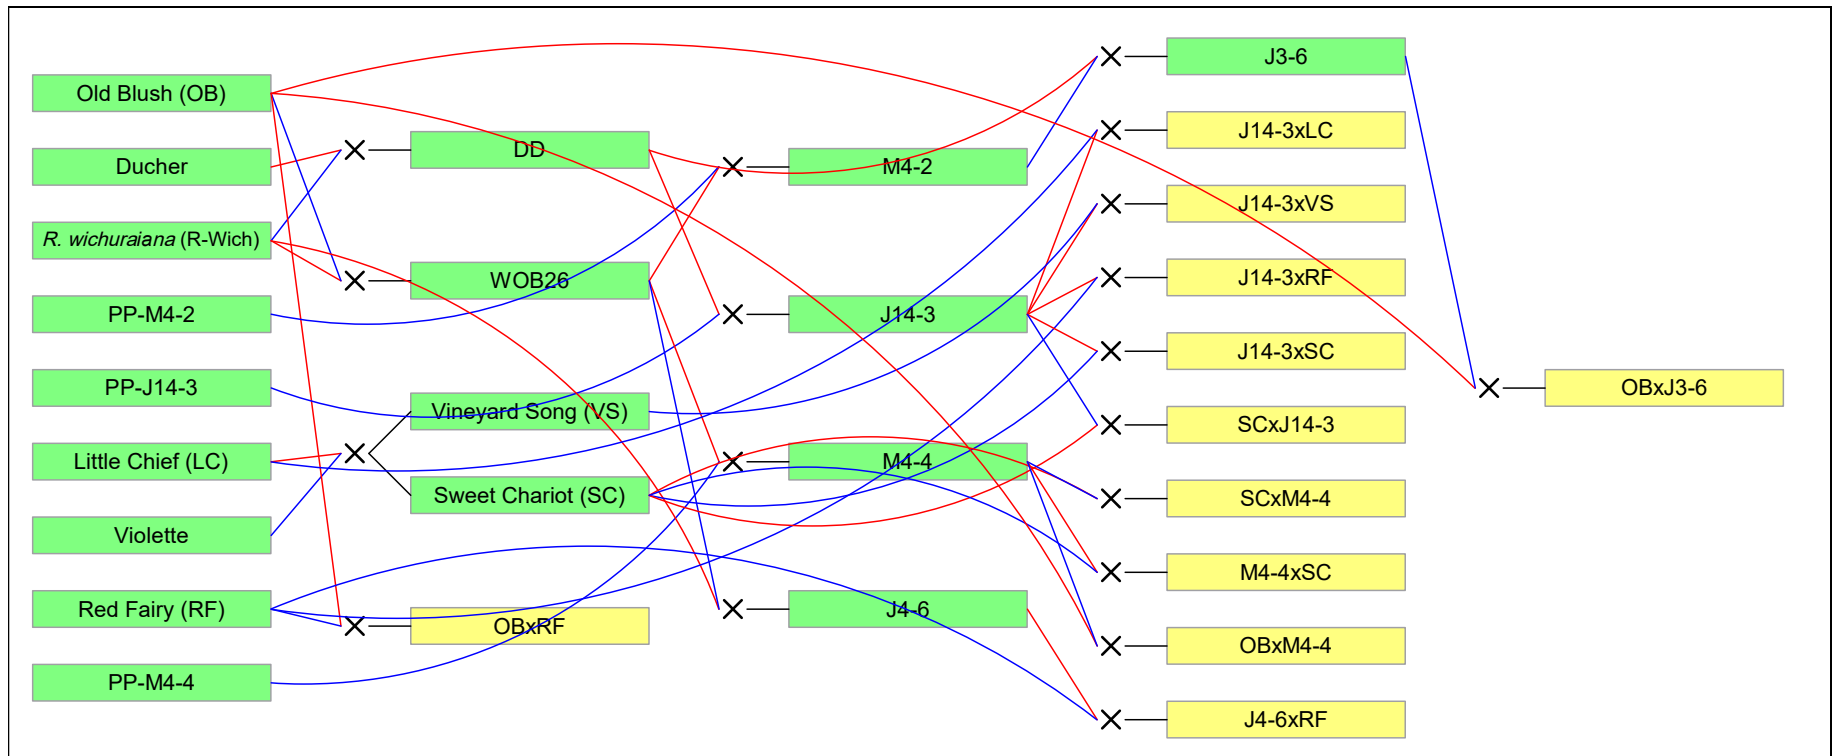 Old Blush (OB)
Ducher
R. wichuraiana (R-Wich)
PP-M4-2
PP-J14-3
Little Chief (LC)
Violette
Red Fairy (RF)
PP-M4-4
DD
WOB26
Vineyard Song (VS)
Sweet Chariot (SC)
OBxRF
M4-2
J14-3
M4-4
J4-6
J3-6
J14-3xLC
J14-3xVS
J14-3xRF
J14-3xSC
SCxJ14-3
SCxM4-4
M4-4xSC
OBxM4-4
J4-6xRF
OBxJ3-6